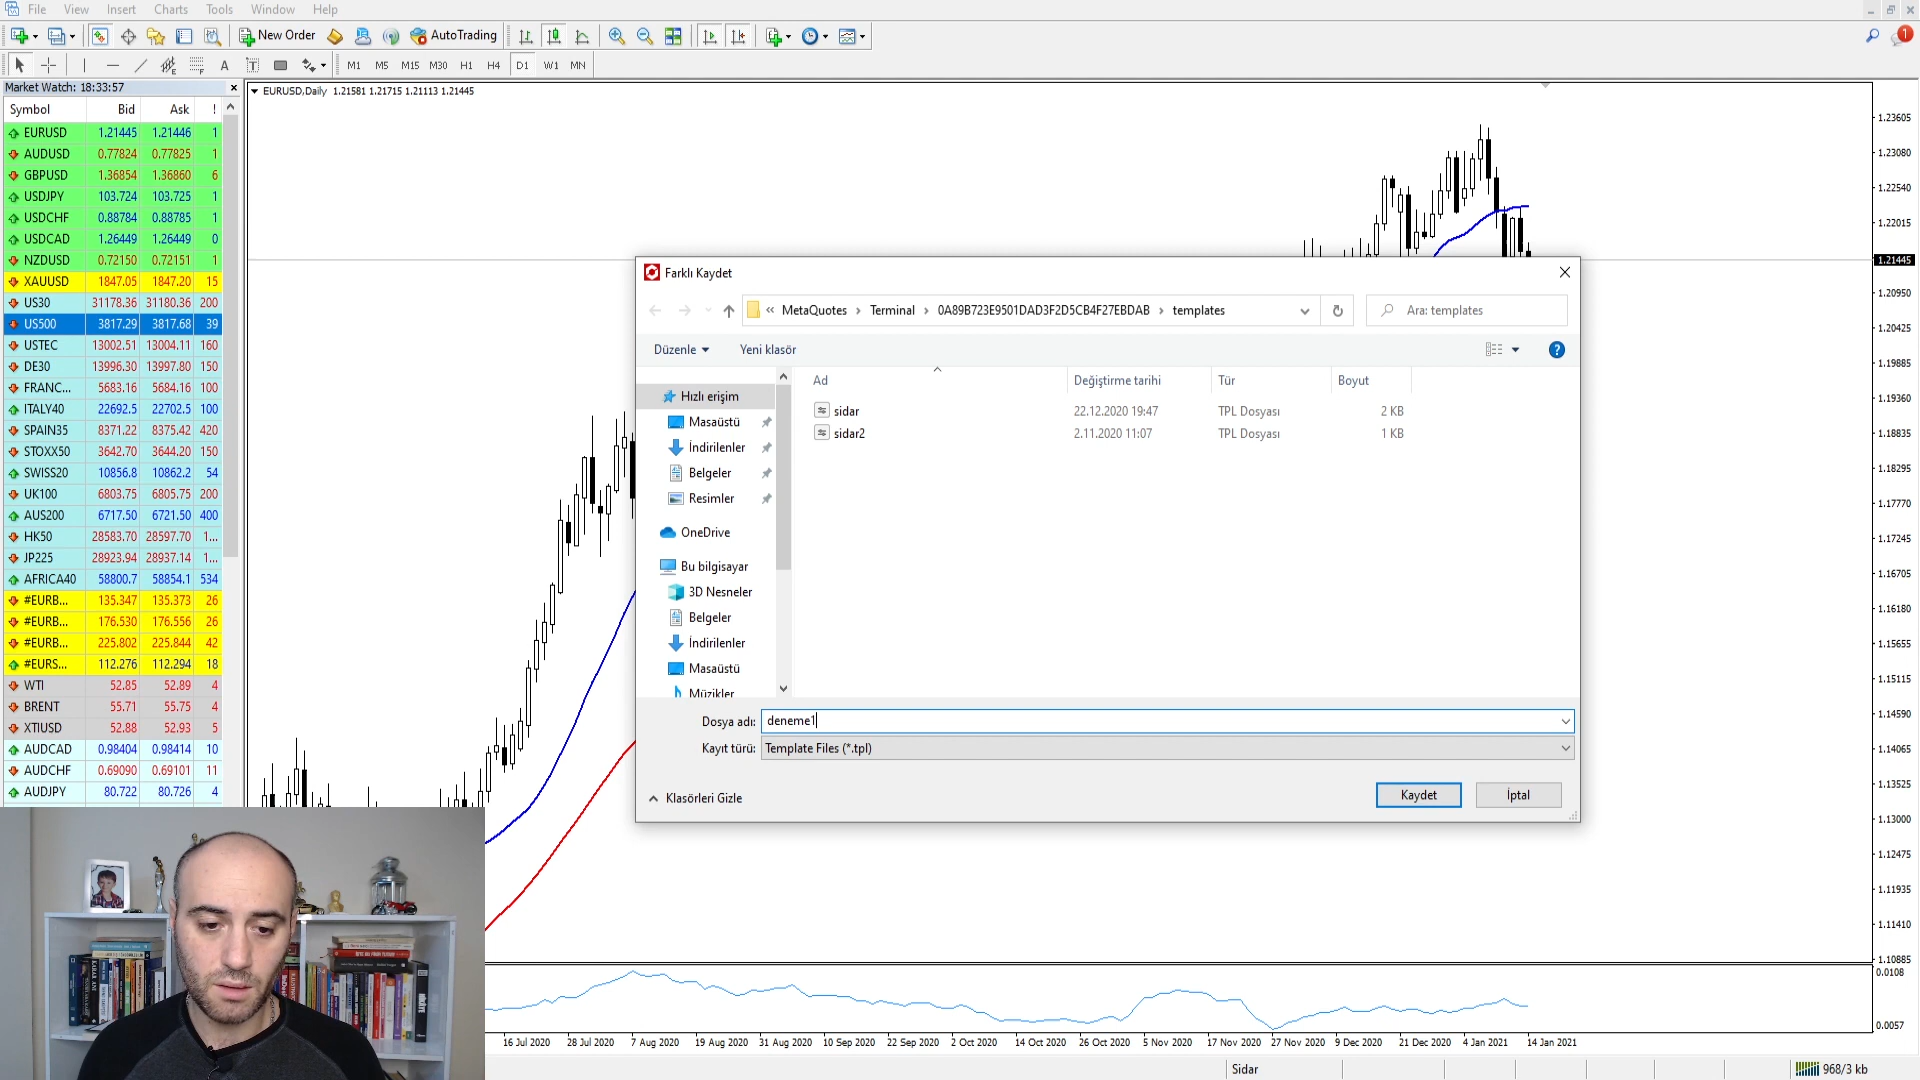 File View Insert Charts Tools Window Help
New Order AutoTrading 1
A T M1 M5 M15 M30 H1 H4 D1 W1 MN
Market Watch: 18:33:57
Symbol Bid Ask !
EURUSD 1.21445 1.21446 1
AUDUSD 0.77824 0.77825 1
GBPUSD 1.36854 1.36860 6
USDJPY 103.724 103.725 1
USDCHF 0.88784 0.88785 1
USDCAD 1.26449 1.26449 0
NZDUSD 0.72150 0.72151 1
XAUUSD 1847.05 1847.20 15
US30 31178.36 31180.36 200
US500 3817.29 3817.68 39
USTEC 13002.51 13004.11 160
DE30 13996.30 13997.80 150
FRANC... 5683.16 5684.16 100
ITALY40 22692.5 22702.5 100
SPAIN35 8371.22 8375.42 420
STOXX50 3642.70 3644.20 150
SWISS20 10856.8 10862.2 54
UK100 6803.75 6805.75 200
AUS200 6717.50 6721.50 400
HK50 28583.70 28597.70 1...
JP225 28923.94 28937.14 1...
AFRICA40 58800.7 58854.1 534
#EURB... 135.347 135.373 26
#EURB... 176.530 176.556 26
#EURB... 225.802 225.844 42
#EURS... 112.276 112.294 18
WTI 52.85 52.89 4
BRENT 55.71 55.75 4
XTIUSD 52.88 52.93 5
AUDCAD 0.98404 0.98414 10
AUDCHF 0.69090 0.69101 11
AUDJPY 80.722 80.726 4
EURUSD,Daily 1.21581 1.21715 1.21113 1.21445
Farklı Kaydet
« MetaQuotes › Terminal › 0A89B723E9501DAD3F2D5CB4F27EBDAB › templates
Ara: templates
Düzenle Yeni klasör
Hızlı erişim
Masaüstü
İndirilenler
Belgeler
Resimler
OneDrive
Bu bilgisayar
3D Nesneler
Belgeler
İndirilenler
Masaüstü
Müzikler
Ad Değiştirme tarihi Tür Boyut
sidar 22.12.2020 19:47 TPL Dosyası 2 KB
sidar2 2.11.2020 11:07 TPL Dosyası 1 KB
Dosya adı: deneme1
Kayıt türü: Template Files (*.tpl)
Klasörleri Gizle Kaydet İptal
1.23605
1.23080
1.22540
1.22015
1.21445
1.20950
1.20425
1.19885
1.19360
1.18835
1.18295
1.17770
1.17245
1.16705
1.16180
1.15655
1.15115
1.14590
1.14065
1.13525
1.13000
1.12475
1.11935
1.11410
1.10885
0.0108
0.0057
16 Jul 2020 28 Jul 2020 7 Aug 2020 19 Aug 2020 31 Aug 2020 10 Sep 2020 22 Sep 2020 2 Oct 2020 14 Oct 2020 26 Oct 2020 5 Nov 2020 17 Nov 2020 27 Nov 2020 9 Dec 2020 21 Dec 2020 4 Jan 2021 14 Jan 2021
Sidar 968/3 kb